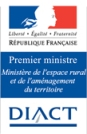 Liberté • Égalité • Fraternité
RÉPUBLIQUE FRANÇAISE
Premier ministre
Ministère de l'espace rural
et de l'aménagement
du territoire
DIACT